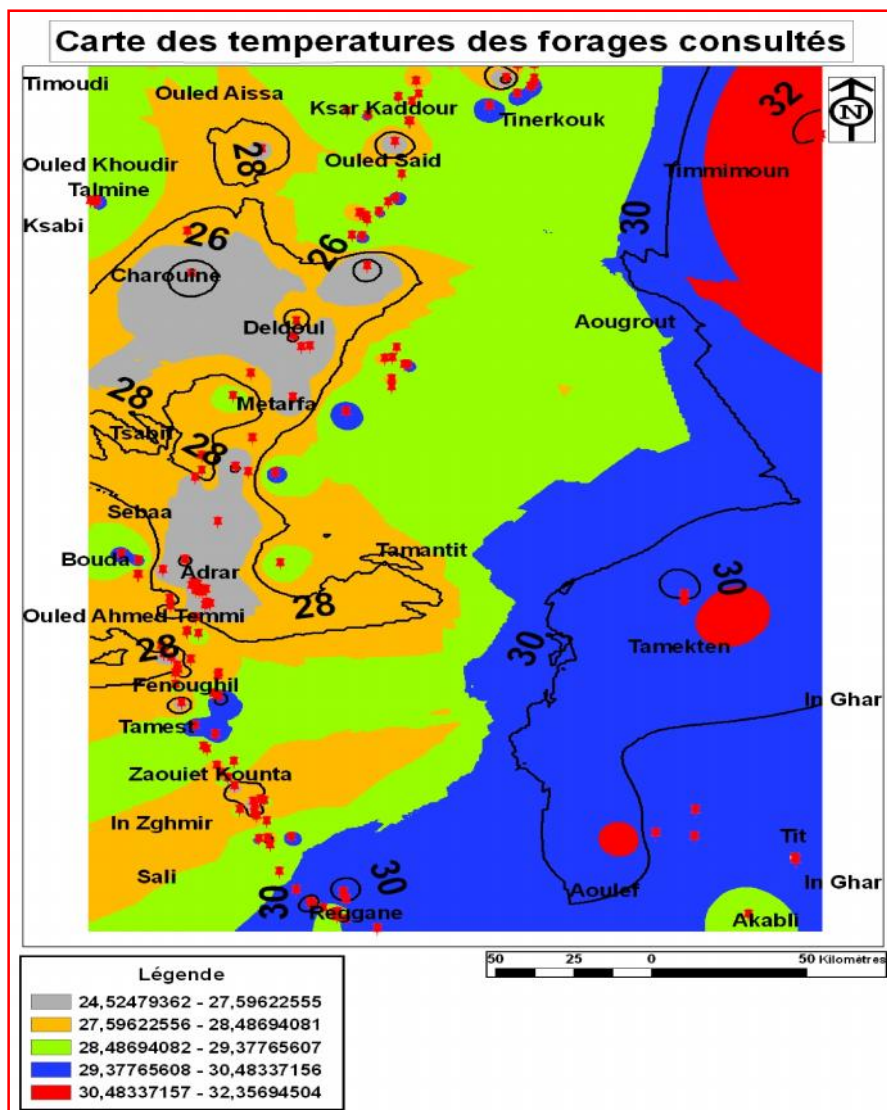 Carte des temperatures des forages consultés
Timoudi
Ouled Aissa
Ksar Kaddour
Tinerkouk
32
N
28
Ouled Said
Ouled Khoudir
Talmine
Timmimoun
Ksabi
26
26
30
Charouine
Deldoul
Aougrout
28
Metarfa
Tsabit
28
Sebaa
Bouda
Adrar
Tamantit
30
28
Ouled Ahmed Temmi
28
30
Tamekten
Fenoughil
In Ghar
Tamest
Zaouiet Kounta
In Zghmir
Tit
Sali
30
30
Aoulef
In Ghar
Reggane
Akabli
50 25 0 50 Kilomètres
Légende
24,52479362 - 27,59622555
27,59622556 - 28,48694081
28,48694082 - 29,37765607
29,37765608 - 30,48337156
30,48337157 - 32,35694504